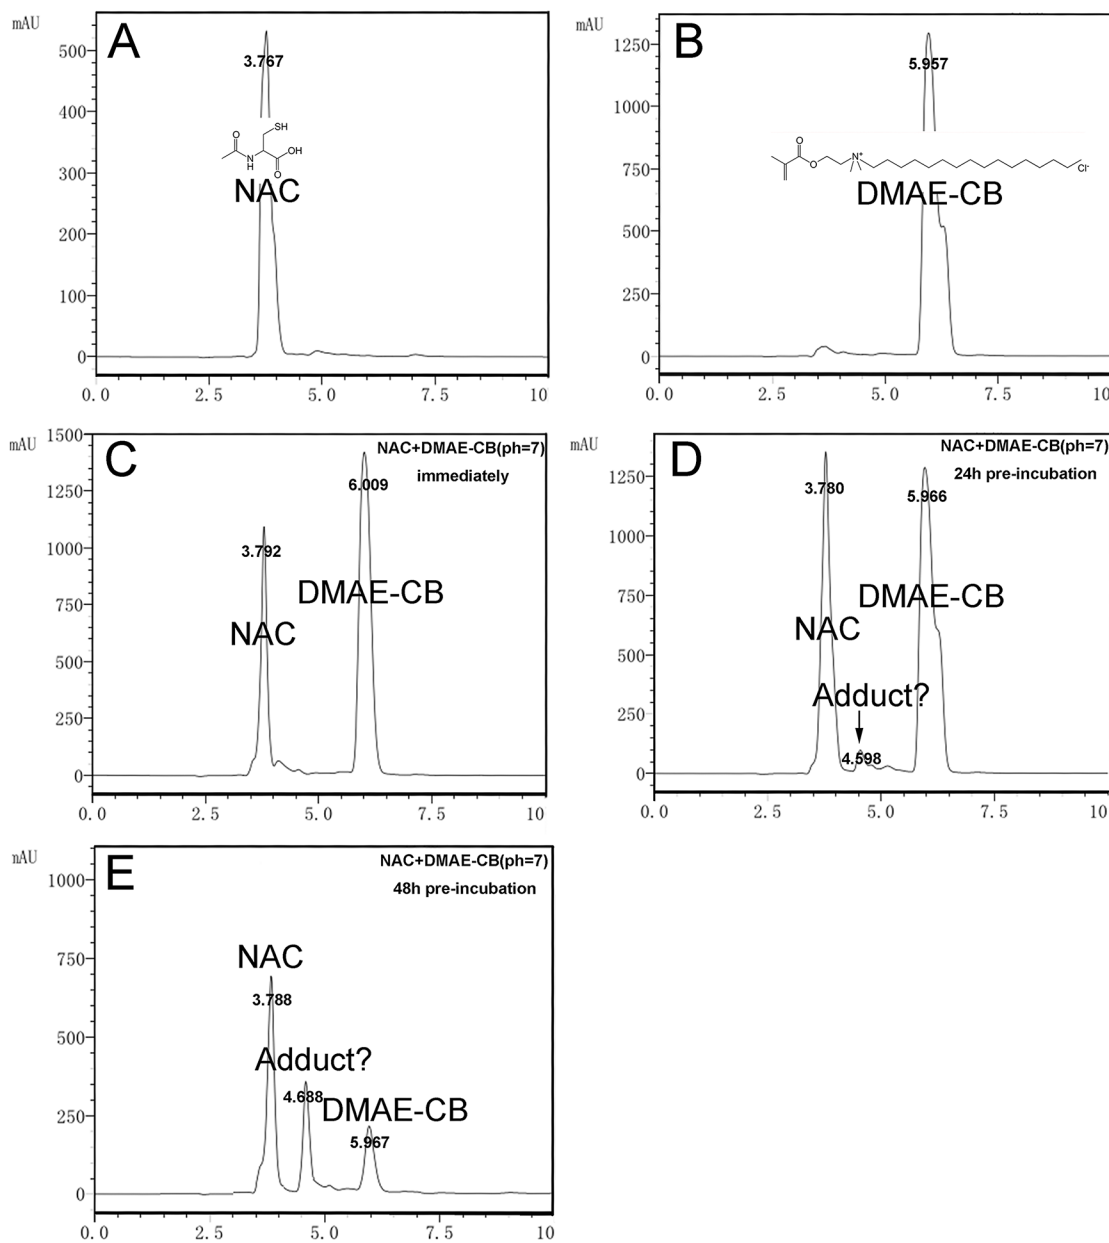 mAU
A
500
400
300
200
100
0
3.767
SH
O
N
H
OH
O
NAC
0.0 2.5 5.0 7.5 10
mAU
B
1250
1000
750
500
250
0
5.957
O
O
N+
Cl-
DMAE-CB
0.0 2.5 5.0 7.5 10
mAU
C
NAC+DMAE-CB(ph=7)
immediately
1500
1250
1000
750
500
250
0
3.792
6.009
DMAE-CB
NAC
0.0 2.5 5.0 7.5 10
mAU
D
NAC+DMAE-CB(ph=7)
24h pre-incubation
1250
1000
750
500
250
0
3.780
5.966
DMAE-CB
NAC
Adduct?
4.598
0.0 2.5 5.0 7.5 10
mAU
E
NAC+DMAE-CB(ph=7)
48h pre-incubation
1000
750
500
250
0
NAC
3.788
Adduct?
4.688
DMAE-CB
5.967
0.0 2.5 5.0 7.5 10